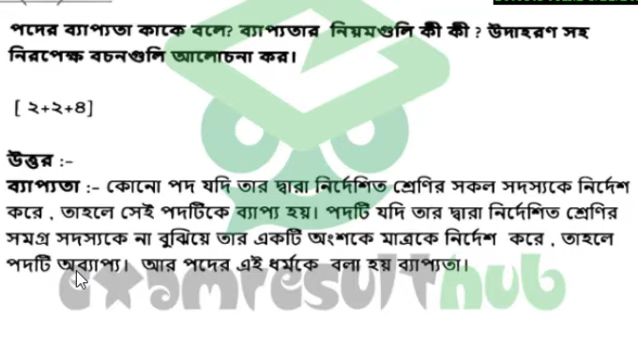 পদের ব্যাপ্যতা কাকে বলে? ব্যাপ্যতার নিয়মগুলি কী কী ? উদাহরণ সহ
নিরপেক্ষ বচনগুলি আলোচনা কর।
[ ২+২+৪]
উত্তর :-
ব্যাপ্যতা :- কোনো পদ যদি তার দ্বারা নির্দেশিত শ্রেণির সকল সদস্যকে নির্দেশ
করে , তাহলে সেই পদটিকে ব্যাপ্য হয়। পদটি যদি তার দ্বারা নির্দেশিত শ্রেণির
সমগ্র সদস্যকে না বুঝিয়ে তার একটি অংশকে মাত্রকে নির্দেশ করে , তাহলে
পদটি অব্যাপ্য। আর পদের এই ধর্মকে বলা হয় ব্যাপ্যতা।
examresulthub